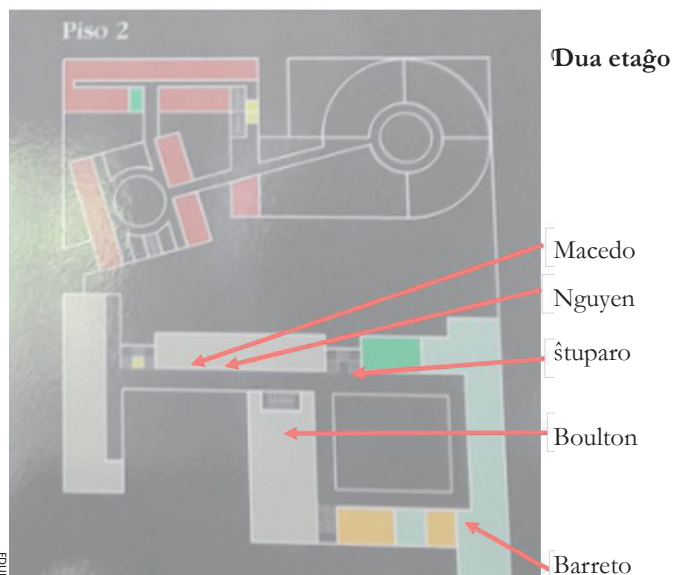 Piso 2
Dua etaĝo
Macedo
Nguyen
ŝtuparo
Boulton
Barreto